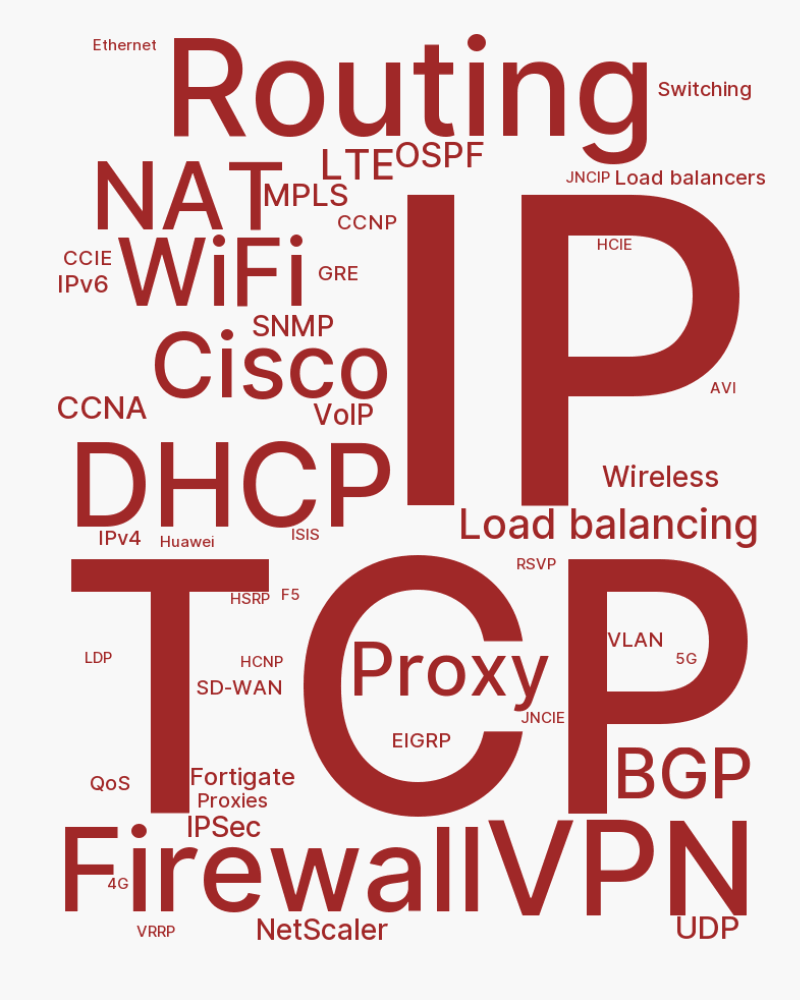 Ethernet
Routing
Switching
LTE
OSPF
NAT
MPLS
JNCIP
Load balancers
CCNP
IP
HCIE
CCIE
WiFi
GRE
IPv6
SNMP
Cisco
AVI
CCNA
VoIP
DHCP
Wireless
Load balancing
IPv4
Huawei
ISIS
TCP
RSVP
HSRP
F5
VLAN
LDP
HCNP
Proxy
5G
SD-WAN
JNCIE
EIGRP
QoS
Fortigate
BGP
Proxies
IPSec
Firewall
VPN
4G
VRRP
NetScaler
UDP